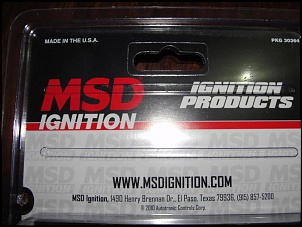 MADE IN THE U.S.A.
PKG 30364
MSD
IGNITION
IGNITION
PRODUCTS
WWW.MSDIGNITION.COM
MSD Ignition, 1490 Henry Brennan Dr., El Paso, Texas 79936, (915) 857-5200
© 2010 Autotronic Controls Corp.